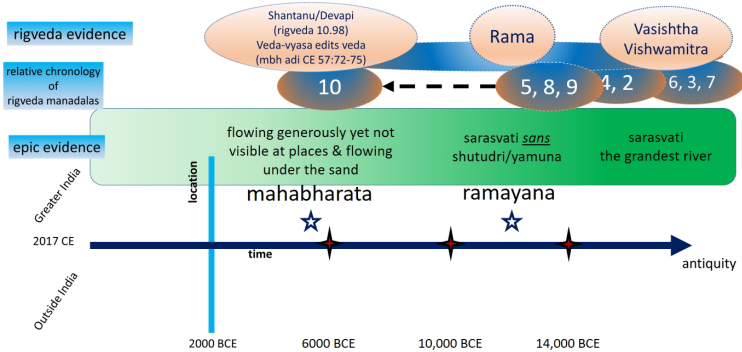 rigveda evidence
Shantanu/Devapi
(rigveda 10.98)
Veda-vyasa edits veda
(mbh adi CE 57:72-75)
Rama
Vasishtha
Vishwamitra
relative chronology
of
rigveda manadalas
10
5, 8, 9
4, 2
6, 3, 7
epic evidence
flowing generously yet not
visible at places & flowing
under the sand
sarasvati sans
shutudri/yamuna
sarasvati
the grandest river
Greater India
location
mahabharata
ramayana
2017 CE
time
antiquity
Outside India
2000 BCE
6000 BCE
10,000 BCE
14,000 BCE